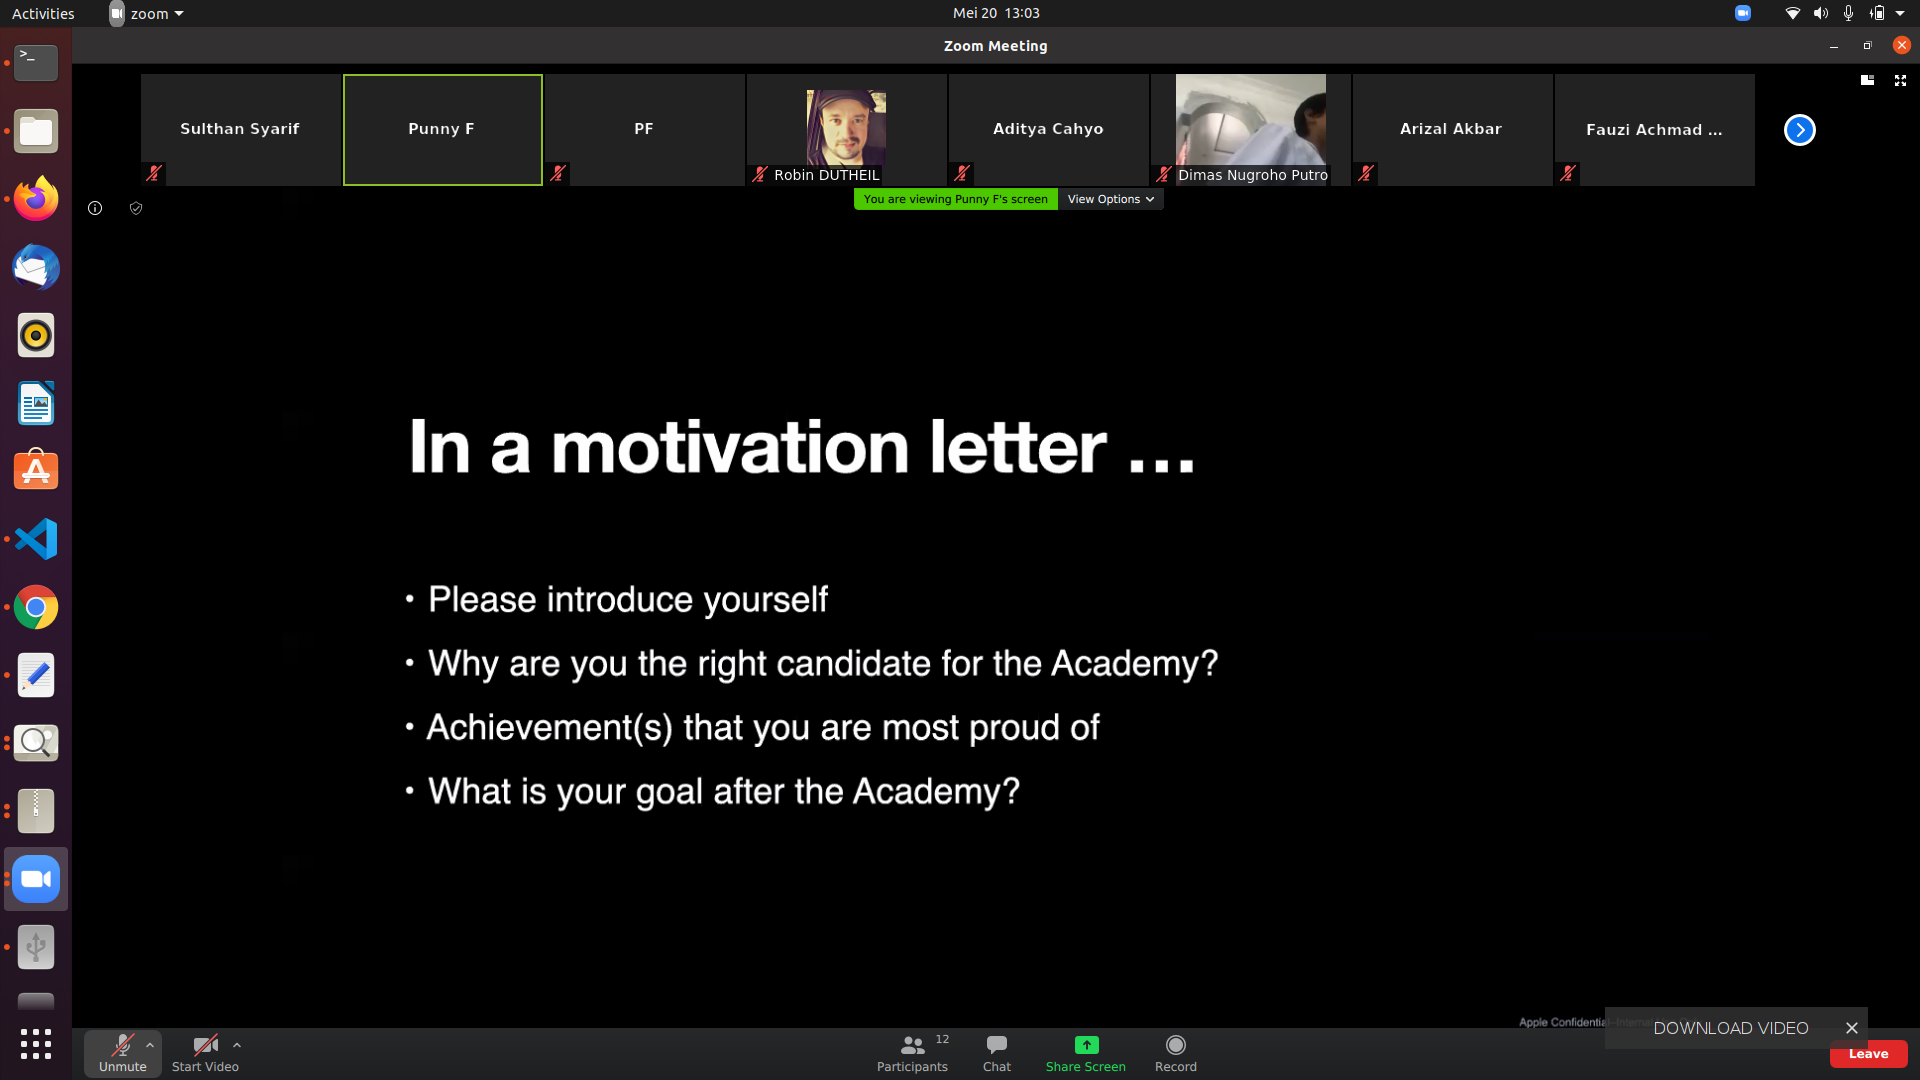 Activities
zoom
Mei 20 13:03
Zoom Meeting
Sulthan Syarif
Punny F
PF
Robin DUTHEIL
Aditya Cahyo
Dimas Nugroho Putro
Arizal Akbar
Fauzi Achmad ...
You are viewing Punny F's screen
View Options
In a motivation letter ...
• Please introduce yourself
• Why are you the right candidate for the Academy?
• Achievement(s) that you are most proud of
• What is your goal after the Academy?
Apple Confidential–Internal
DOWNLOAD VIDEO
Unmute
Start Video
Participants
12
Chat
Share Screen
Record
Leave